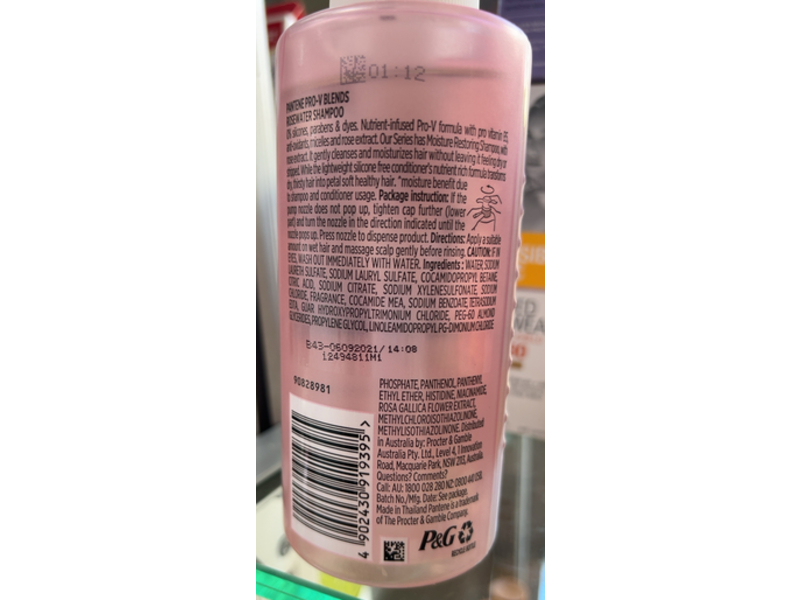 01:12
PANTENE PRO-V BLENDS
ROSEWATER SHAMPOO
0% silicones, parabens & dyes. Nutrient-infused Pro-V formula with pro vitamin B5
anti-oxidants, micelles and rose extract. Our Series has Moisture Restoring Shampoo, with
rose extract. It gently cleanses and moisturizes hair without leaving it feeling dry or
stripped. While the lightweight silicone free conditioner's nutrient rich formula transforms
dry, thirsty hair into petal soft healthy hair. *moisture benefit due
to shampoo and conditioner usage. Package instruction: If the
pump nozzle does not pop up, tighten cap further (lower
part) and turn the nozzle in the direction indicated until the
nozzle pops up. Press nozzle to dispense product. Directions: Apply a suitable
amount on wet hair and massage scalp gently before rinsing. CAUTION: IF IN
EYES, WASH OUT IMMEDIATELY WITH WATER. Ingredients: WATER, SODIUM
LAURETH SULFATE, SODIUM LAURYL SULFATE, COCAMIDOPROPYL BETAINE,
CITRIC ACID, SODIUM CITRATE, SODIUM XYLENESULFONATE, SODIUM
CHLORIDE, FRAGRANCE, COCAMIDE MEA, SODIUM BENZOATE, TETRASODIUM
EDTA, GUAR HYDROXYPROPYLTRIMONIUM CHLORIDE, PEG-60 ALMOND
GLYCERIDES, PROPYLENE GLYCOL, LINOLEAMIDOPROPYL PG-DIMONIUM CHLORIDE
B43-06092021/14:08
12494811M1
90828981
PHOSPHATE, PANTHENOL, PANTHENYL
ETHYL ETHER, HISTIDINE, NIACINAMIDE,
ROSA GALLICA FLOWER EXTRACT,
METHYLCHLOROISOTHIAZOLINONE,
METHYLISOTHIAZOLINONE. Distributed
in Australia by: Procter & Gamble
Australia Pty. Ltd., Level 4, 1 Innovation
Road, Macquarie Park, NSW 2113, Australia.
Questions? Comments?
Call: AU: 1800 028 280 NZ: 0800 441 059.
Batch No./Mfg. Date: See package.
Made in Thailand Pantene is a trademark
of The Procter & Gamble Company.
4 902430 919395 >
P&G